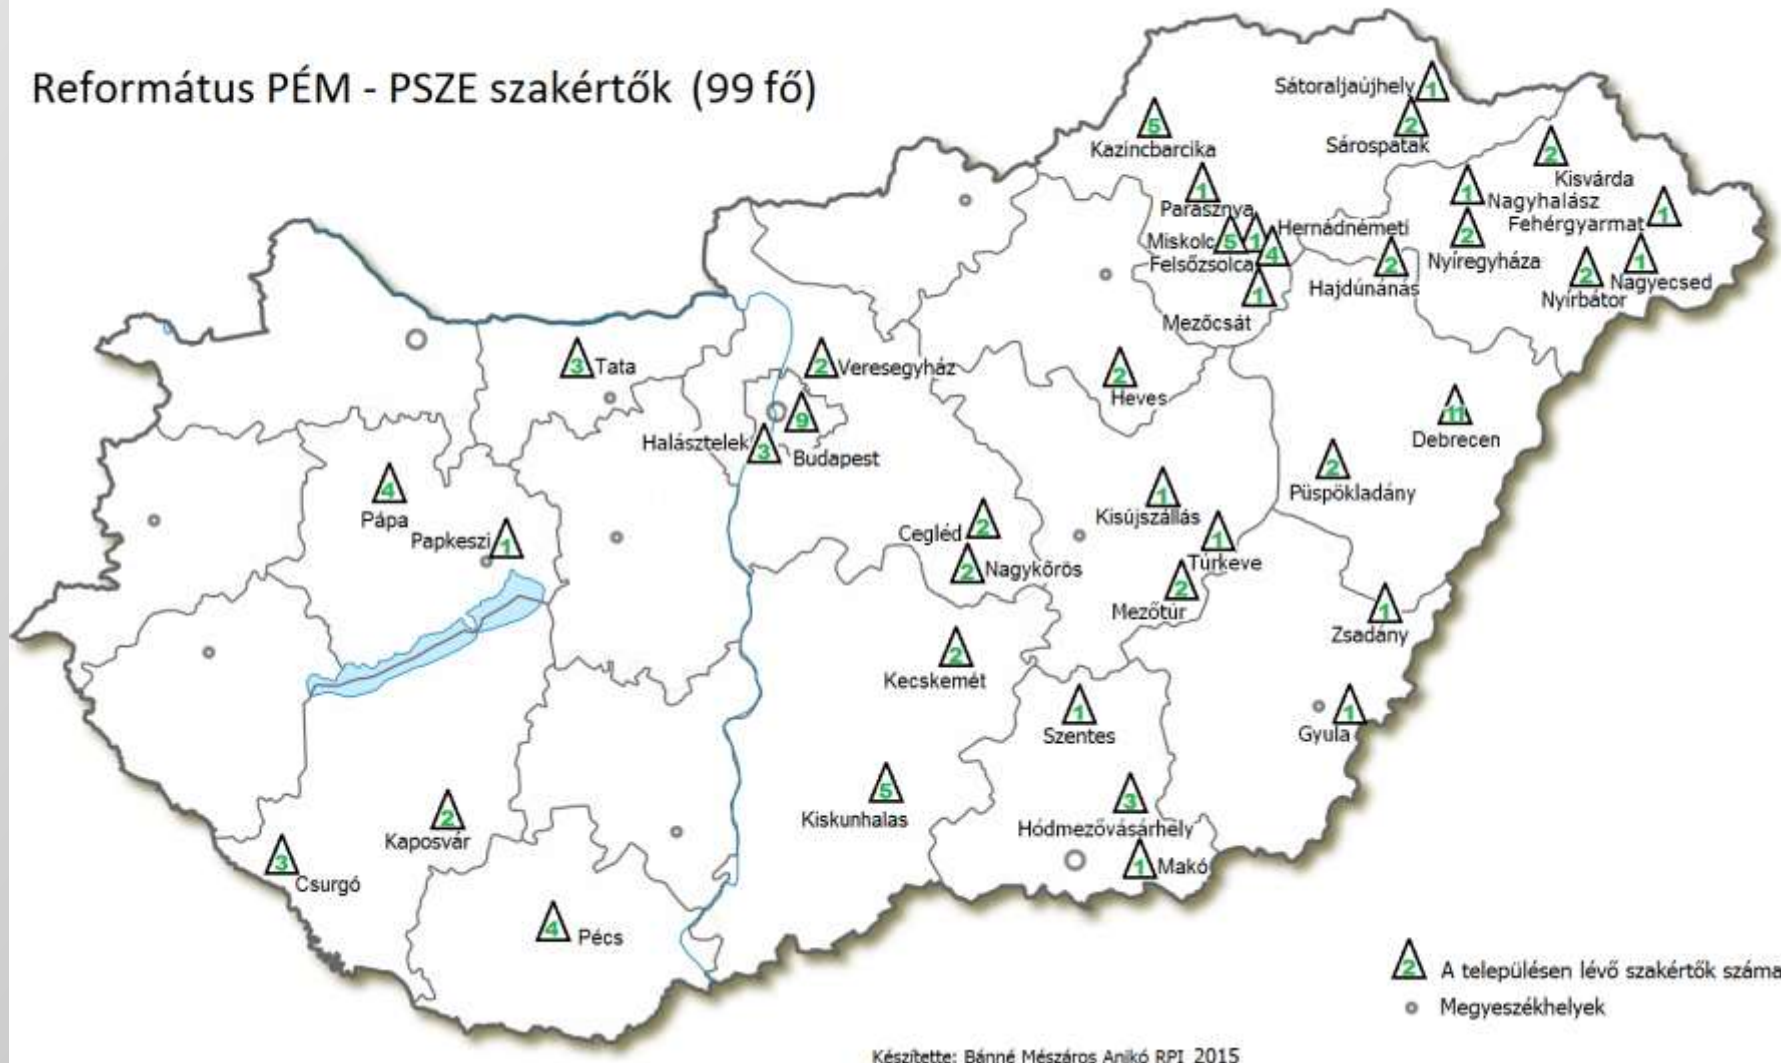 Református PÉM - PSZE szakértők (99 fő)
1
Sátoraljaújhely
2
Sárospatak
5
Kazincbarcika
2
Kisvárda
1
Parasznya
1
Nagyhalász
1
Fehérgyarmat
5
Miskolc
1
Hernádnémeti
4
Felsőzsolca
2
Nyíregyháza
2
Hajdúnánás
2
Nyírbátor
1
Nagyecsed
1
Mezőcsát
3
Tata
2
Veresegyház
2
Heves
9
Budapest
3
Halásztelek
11
Debrecen
2
Püspökladány
4
Pápa
1
Papkeszi
1
Kisújszállás
2
Cegléd
2
Nagykőrös
1
Túrkeve
2
Mezőtúr
1
Zsadány
2
Kecskemét
1
Szentes
1
Gyula
5
Kiskunhalas
3
Hódmezővásárhely
1
Makó
2
Kaposvár
3
Csurgó
4
Pécs
2 A településen lévő szakértők száma
Megyeszékhelyek
Készítette: Bánné Mészáros Anikó RPI 2015